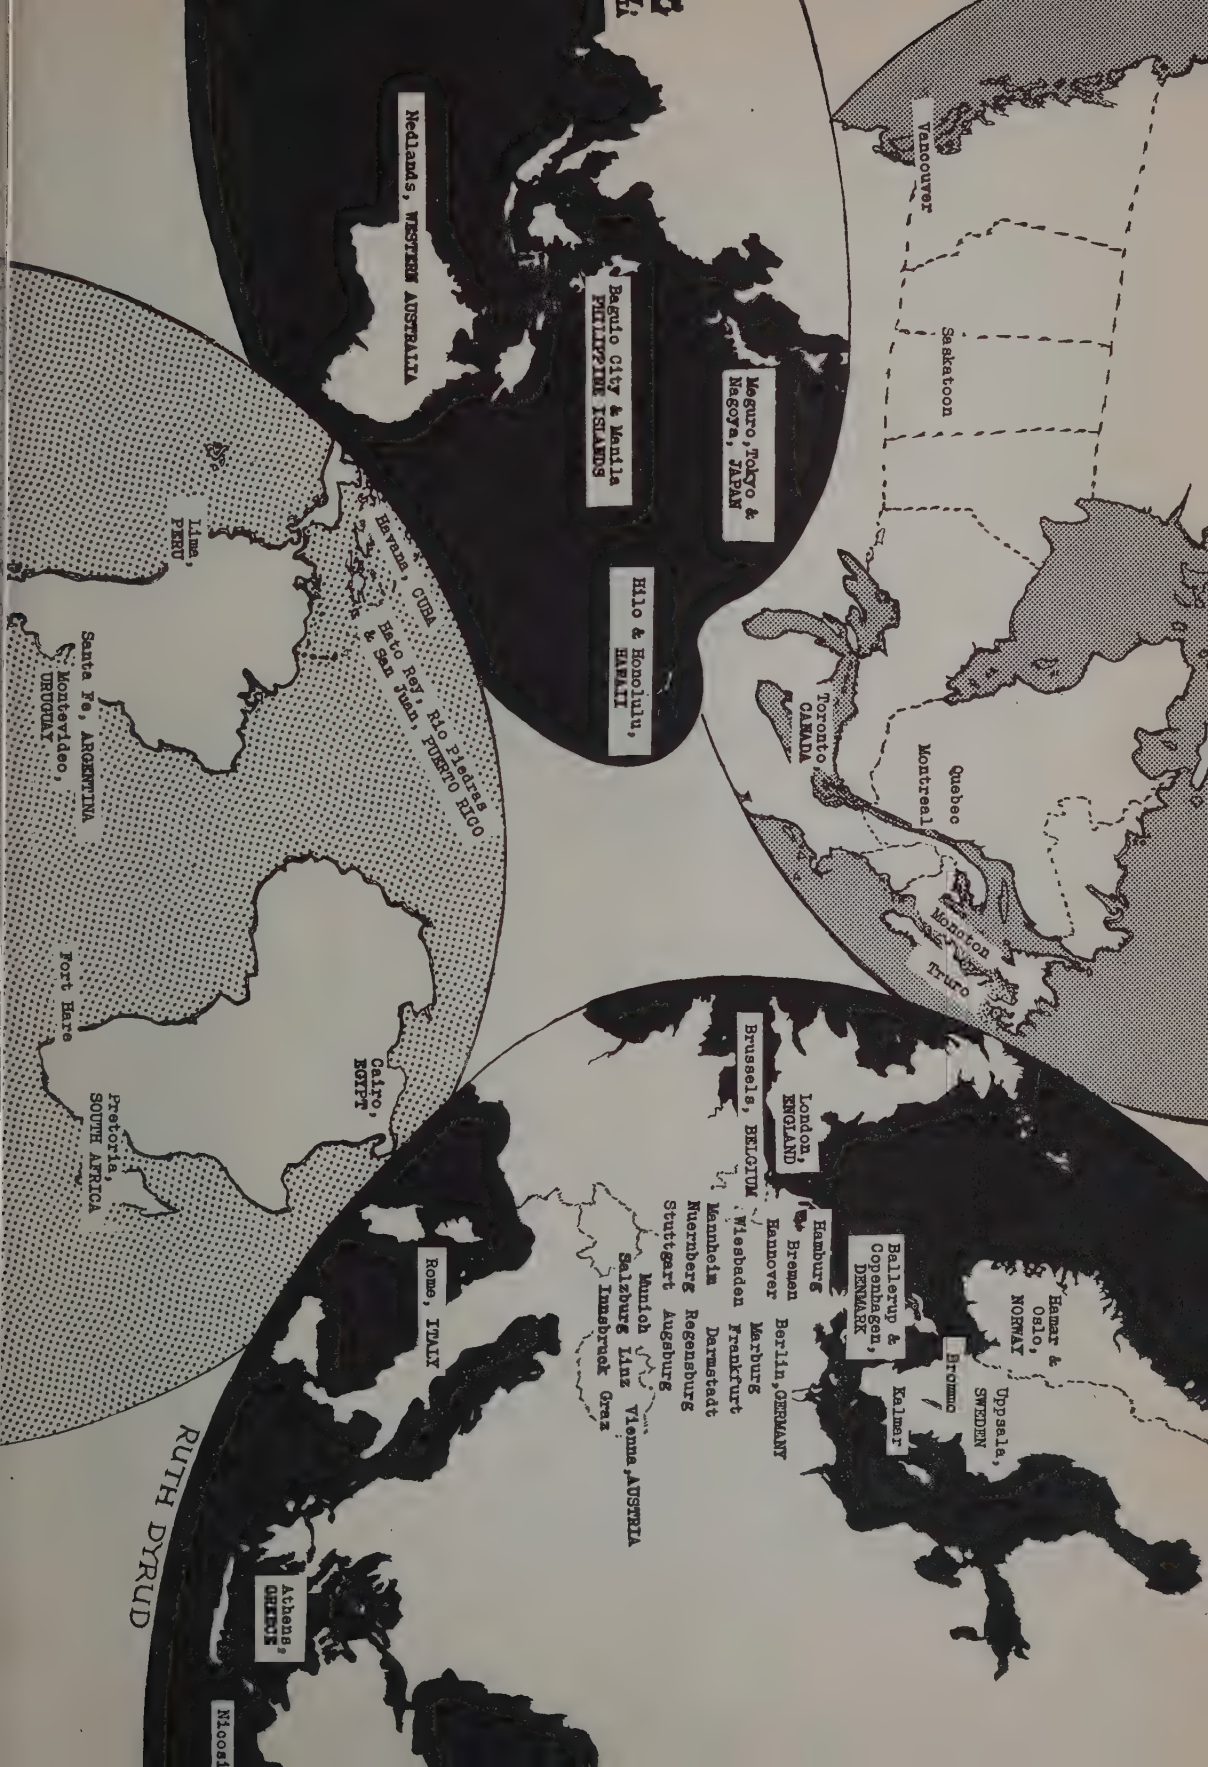 Vancouver
Saskatoon
Quebec
Montreal
Toronto,
CANADA
Moncton
Truro
Meguro, Tokyo &
Nagoya, JAPAN
Baguio City & Manila
PHILIPPINE ISLANDS
Hilo & Honolulu,
HAWAII
Nedlands, WESTERN AUSTRALIA
Hamar &
Oslo,
NORWAY
Uppsala,
SWEDEN
Bromma
Kalmar
Ballerup &
Copenhagen,
DENMARK
London,
ENGLAND
Brussels, BELGIUM
Hamburg
Bremen
Berlin, GERMANY
Hannover
Marburg
Wiesbaden Frankfurt
Mannheim Darmstadt
Nuernberg Regensburg
Stuttgart Augsburg
Munich
Vienna, AUSTRIA
Salzburg Linz
Innsbruck Graz
Rome, ITALY
Athens,
GREECE
Nicosi
Havana, CUBA
Hato Rey, Rio Piedras
& San Juan, PUERTO RICO
Lima,
PERU
Santa Fe, ARGENTINA
Montevideo,
URUGUAY
Cairo,
EGYPT
Pretoria,
SOUTH AFRICA
Fort Hare
RUTH DYRUD